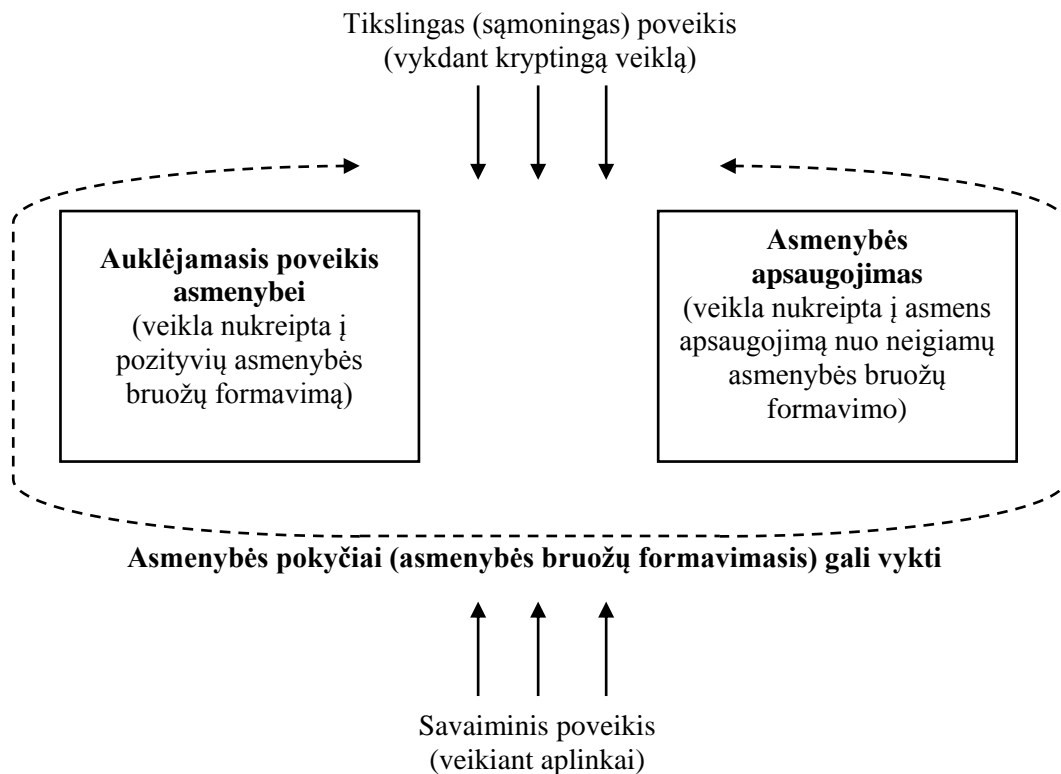 Tikslingas (sąmoningas) poveikis
(vykdant kryptingą veiklą)
Auklėjamasis poveikis
asmenybei
(veikla nukreipta į
pozityvių asmenybės
bruožų formavimą)
Asmenybės
apsaugojimas
(veikla nukreipta į asmens
apsaugojimą nuo neigiamų
asmenybės bruožų
formavimo)
Asmenybės pokyčiai (asmenybės bruožų formavimasis) gali vykti
Savaiminis poveikis
(veikiant aplinkai)